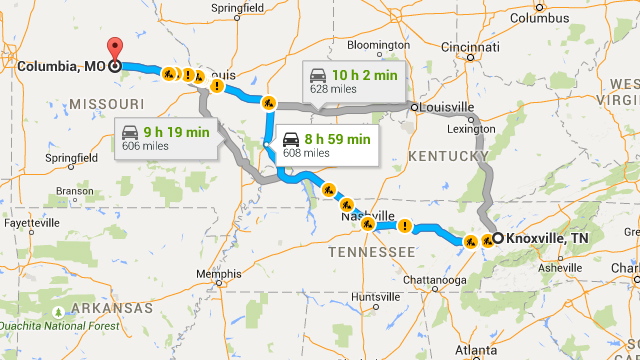 Springfield
Columbus
Columbia, MO
Bloomington
Cincinnati
ouis
10 h 2 min
628 miles
WEST
VIRG
MISSOURI
Louisville
Lexington
9 h 19 min
606 miles
8 h 59 min
608 miles
KENTUCKY
Springfield
Branson
Nashville
Fayetteville
Knoxville, TN
TENNESSEE
Asheville
Memphis
Chattanooga
Char
Huntsville
ARKANSAS
Ouachita National Forest
Atlanta